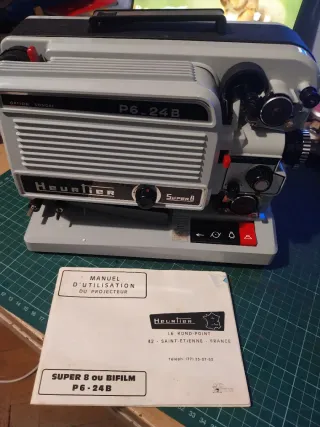 P6-24B
Heurtier
SUPER 8
MANUEL
D'UTILISATION
DU PROJECTEUR
Heurtier
LE ROND-POINT
42 - SAINT-ETIENNE - FRANCE
SUPER 8 OU BIFILM
P6-24B